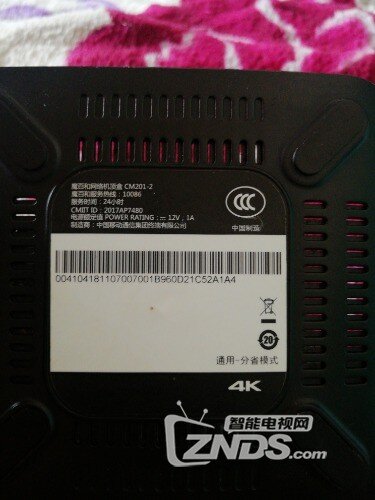 魔百和网络机顶盒 CM201-2
魔百和服务热线：10086
服务时间：24小时
CMIIT ID：2017AP7480
电源额定值 POWER RATING：⎓12V，1A
制造商：中国移动通信集团终端有限公司
CCC
中国制造
004104181107007001B960D21C52A1A4
20
通用-分省模式
4K
智能电视网
ZNDS.com